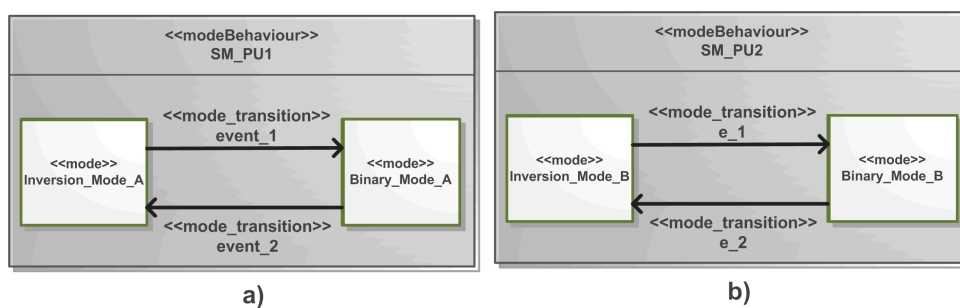 <<modeBehaviour>>
SM_PU1
<<mode_transition>>
event_1
<<mode>>
Inversion_Mode_A
<<mode>>
Binary_Mode_A
<<mode_transition>>
event_2
a)
<<modeBehaviour>>
SM_PU2
<<mode_transition>>
e_1
<<mode>>
Inversion_Mode_B
<<mode>>
Binary_Mode_B
<<mode_transition>>
e_2
b)